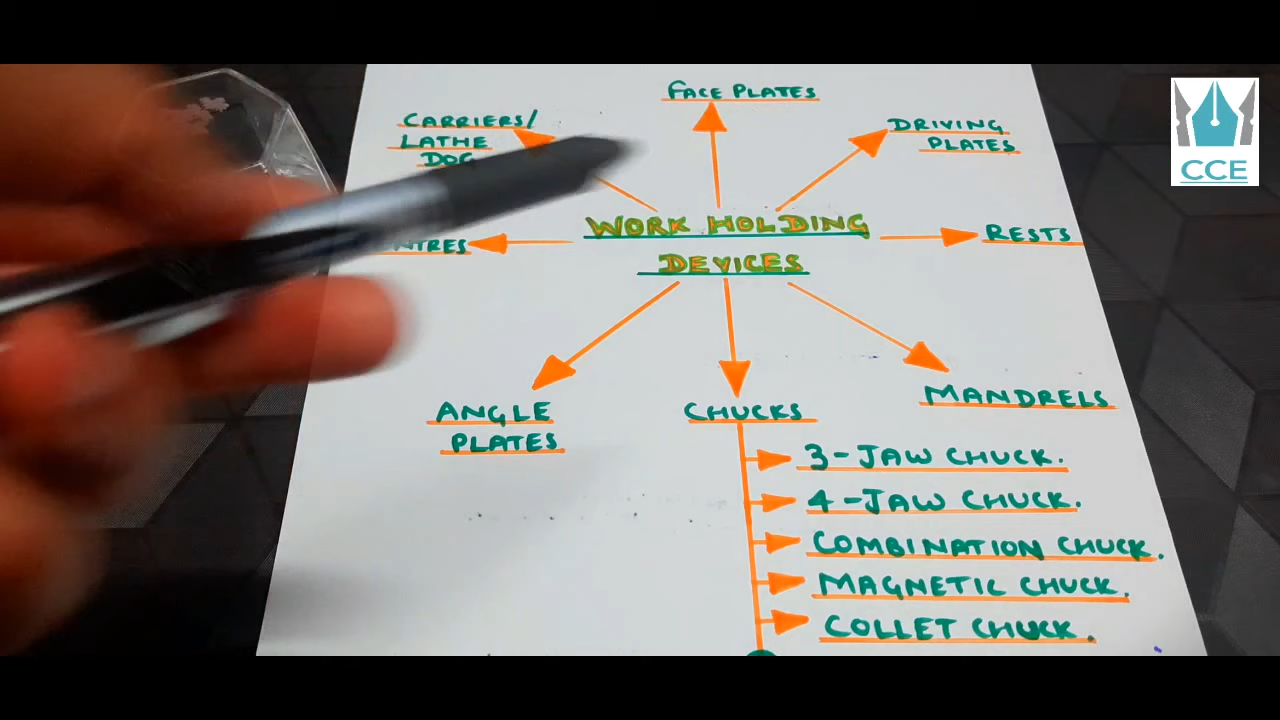 FACE PLATES
CARRIERS/
LATHE
DOG
DRIVING
PLATES
WORK HOLDING
DEVICES
RESTS
ANGLE
PLATES
CHUCKS
MANDRELS
3-JAW CHUCK.
4-JAW CHUCK.
COMBINATION CHUCK.
MAGNETIC CHUCK.
COLLET CHUCK.
CCE